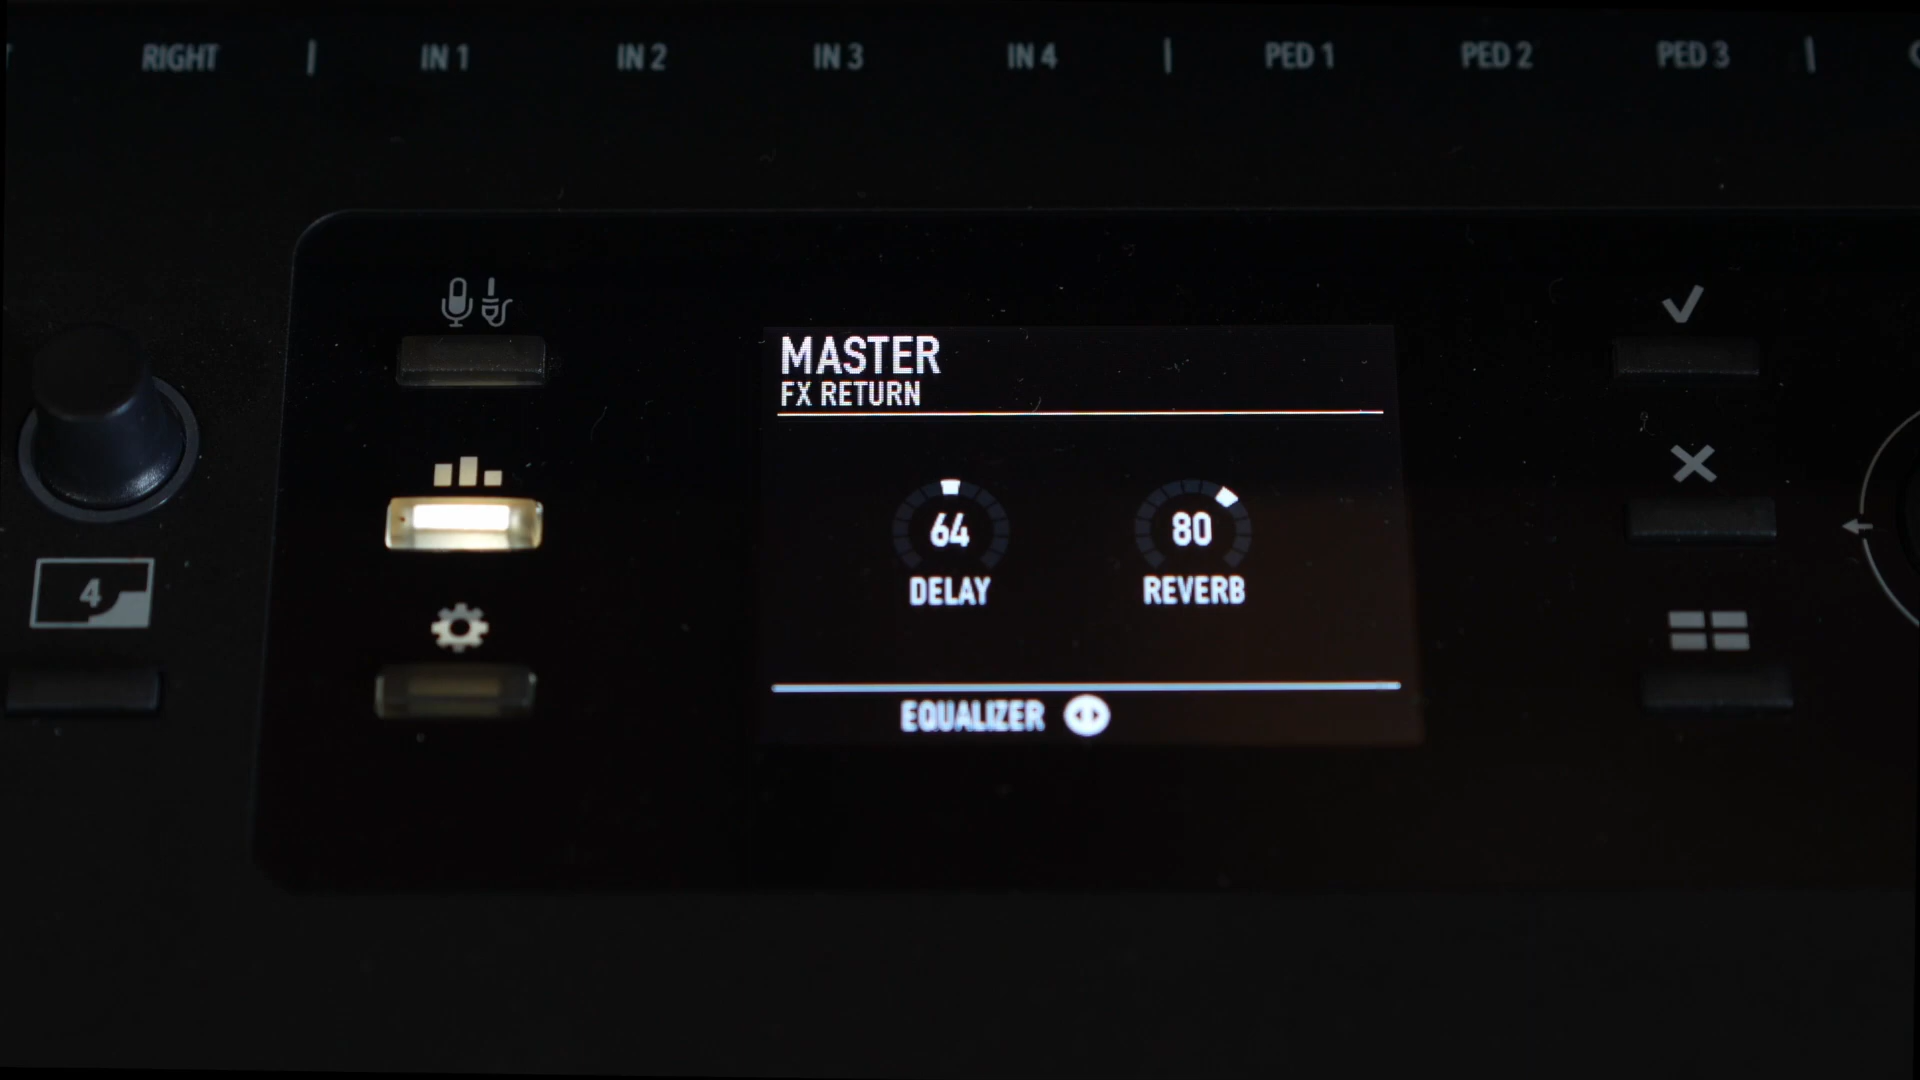 RIGHT | IN 1 IN 2 IN 3 IN 4 | PED 1 PED 2 PED 3 |
MASTER
FX RETURN
64 80
DELAY REVERB
4
EQUALIZER